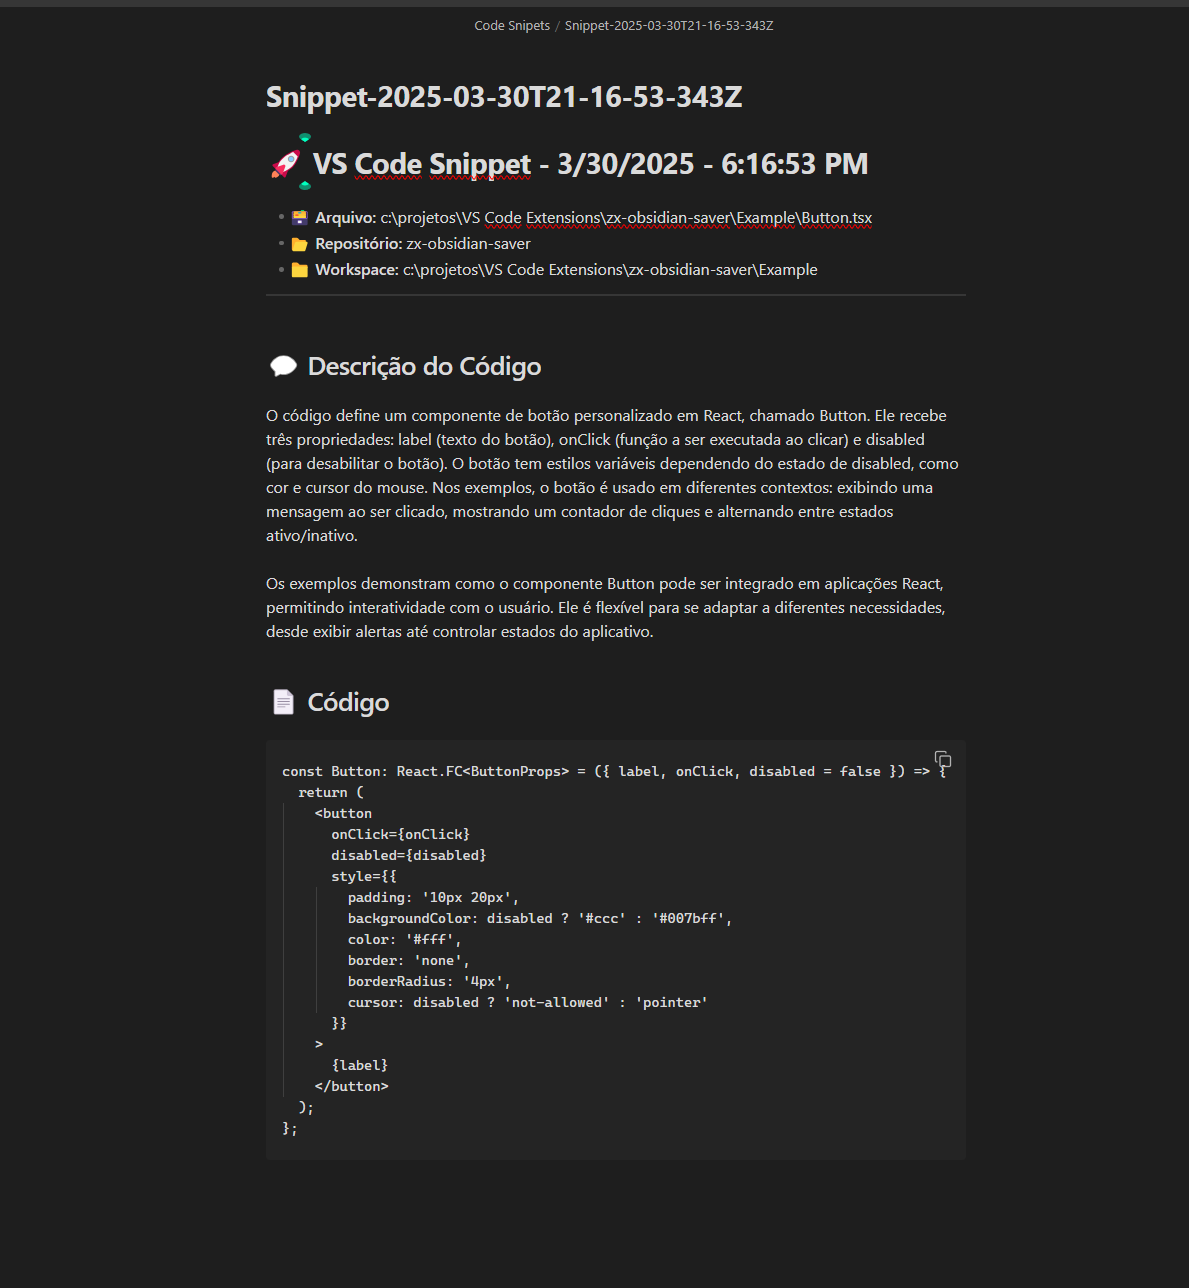 Code Snipets / Snippet-2025-03-30T21-16-53-343Z
Snippet-2025-03-30T21-16-53-343Z
🚀 VS Code Snippet - 3/30/2025 - 6:16:53 PM
Arquivo: c:\projetos\VS Code Extensions\zx-obsidian-saver\Example\Button.tsx
Repositório: zx-obsidian-saver
Workspace: c:\projetos\VS Code Extensions\zx-obsidian-saver\Example
Descrição do Código
O código define um componente de botão personalizado em React, chamado Button. Ele recebe
três propriedades: label (texto do botão), onClick (função a ser executada ao clicar) e disabled
(para desabilitar o botão). O botão tem estilos variáveis dependendo do estado de disabled, como
cor e cursor do mouse. Nos exemplos, o botão é usado em diferentes contextos: exibindo uma
mensagem ao ser clicado, mostrando um contador de cliques e alternando entre estados
ativo/inativo.
Os exemplos demonstram como o componente Button pode ser integrado em aplicações React,
permitindo interatividade com o usuário. Ele é flexível para se adaptar a diferentes necessidades,
desde exibir alertas até controlar estados do aplicativo.
Código
const Button: React.FC<ButtonProps> = ({ label, onClick, disabled = false }) => {
  return (
    <button
      onClick={onClick}
      disabled={disabled}
      style={{
        padding: '10px 20px',
        backgroundColor: disabled ? '#ccc' : '#007bff',
        color: '#fff',
        border: 'none',
        borderRadius: '4px',
        cursor: disabled ? 'not-allowed' : 'pointer'
      }}
    >
      {label}
    </button>
  );
};